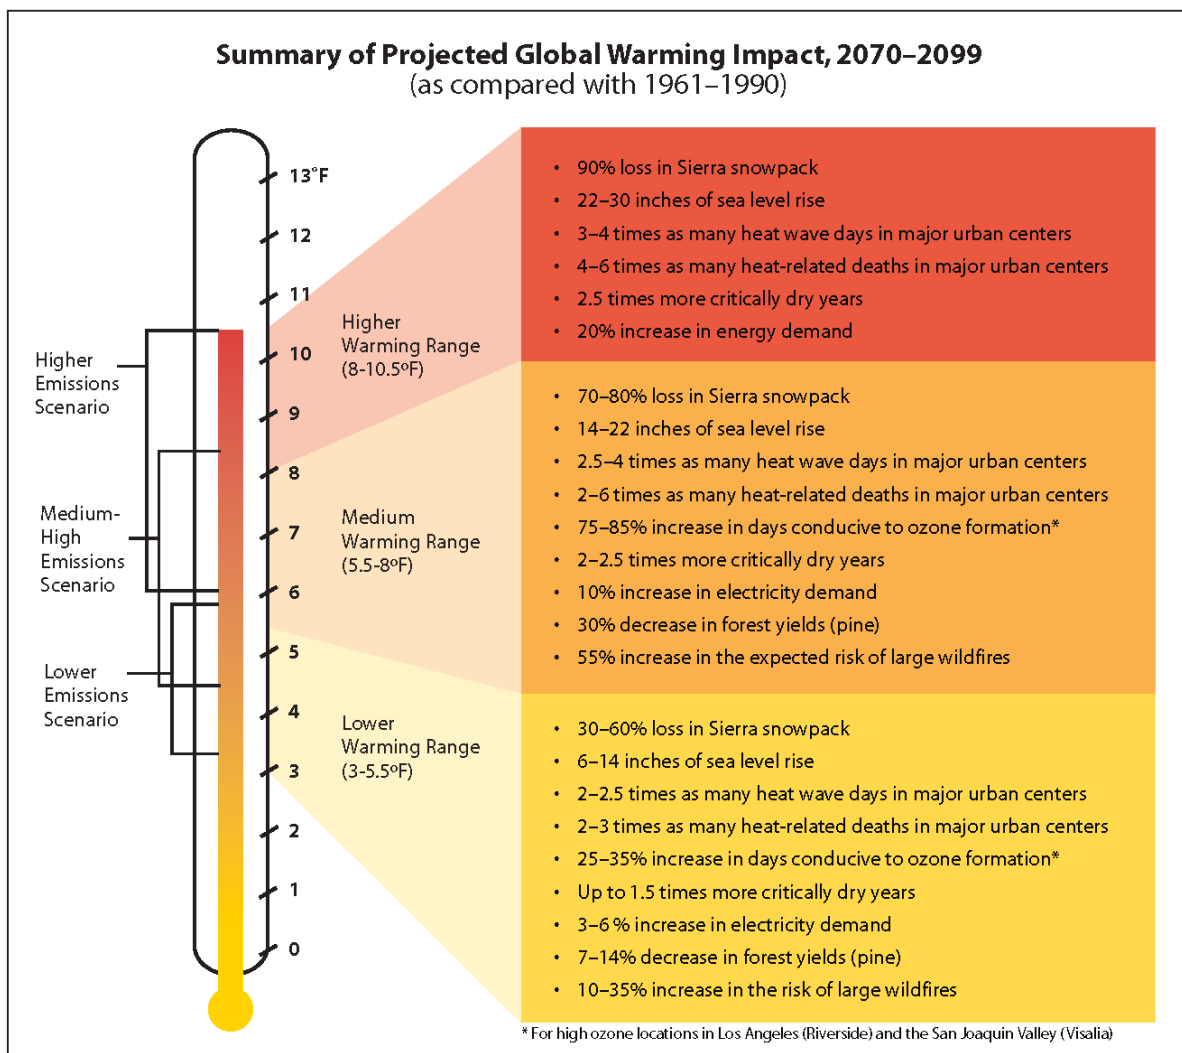 Summary of Projected Global Warming Impact, 2070–2099
(as compared with 1961–1990)
13˚F
12
11
10
9
8
7
6
5
4
3
2
1
0
Higher
Emissions
Scenario
Medium-
High
Emissions
Scenario
Lower
Emissions
Scenario
Higher
Warming Range
(8-10.5ºF)
Medium
Warming Range
(5.5-8ºF)
Lower
Warming Range
(3-5.5ºF)
• 90% loss in Sierra snowpack
• 22–30 inches of sea level rise
• 3–4 times as many heat wave days in major urban centers
• 4–6 times as many heat-related deaths in major urban centers
• 2.5 times more critically dry years
• 20% increase in energy demand
• 70–80% loss in Sierra snowpack
• 14–22 inches of sea level rise
• 2.5–4 times as many heat wave days in major urban centers
• 2–6 times as many heat-related deaths in major urban centers
• 75–85% increase in days conducive to ozone formation*
• 2–2.5 times more critically dry years
• 10% increase in electricity demand
• 30% decrease in forest yields (pine)
• 55% increase in the expected risk of large wildfires
• 30–60% loss in Sierra snowpack
• 6–14 inches of sea level rise
• 2–2.5 times as many heat wave days in major urban centers
• 2–3 times as many heat-related deaths in major urban centers
• 25–35% increase in days conducive to ozone formation*
• Up to 1.5 times more critically dry years
• 3–6 % increase in electricity demand
• 7–14% decrease in forest yields (pine)
• 10–35% increase in the risk of large wildfires
* For high ozone locations in Los Angeles (Riverside) and the San Joaquin Valley (Visalia)